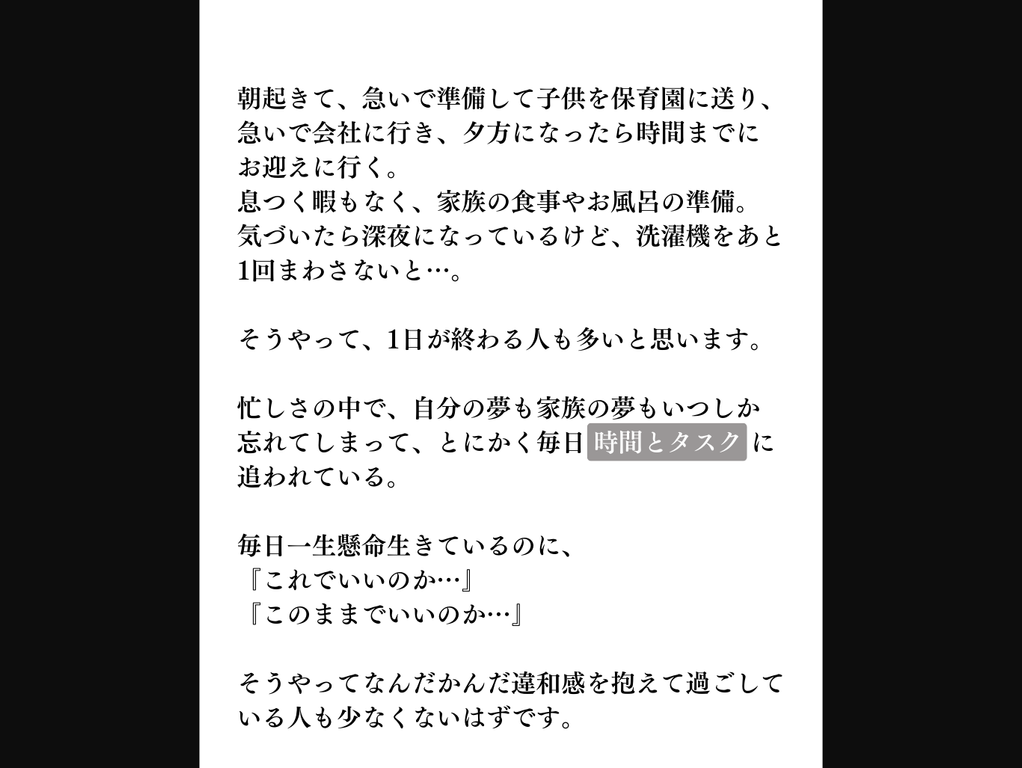 朝起きて、急いで準備して子供を保育園に送り、
急いで会社に行き、夕方になったら時間までに
お迎えに行く。
息つく暇もなく、家族の食事やお風呂の準備。
気づいたら深夜になっているけど、洗濯機をあと
1回まわさないと…。
そうやって、1日が終わる人も多いと思います。
忙しさの中で、自分の夢も家族の夢もいつしか
忘れてしまって、とにかく毎日時間とタスクに
追われている。
毎日一生懸命生きているのに、
『これでいいのか…』
『このままでいいのか…』
そうやってなんだかんだ違和感を抱えて過ごして
いる人も少なくないはずです。